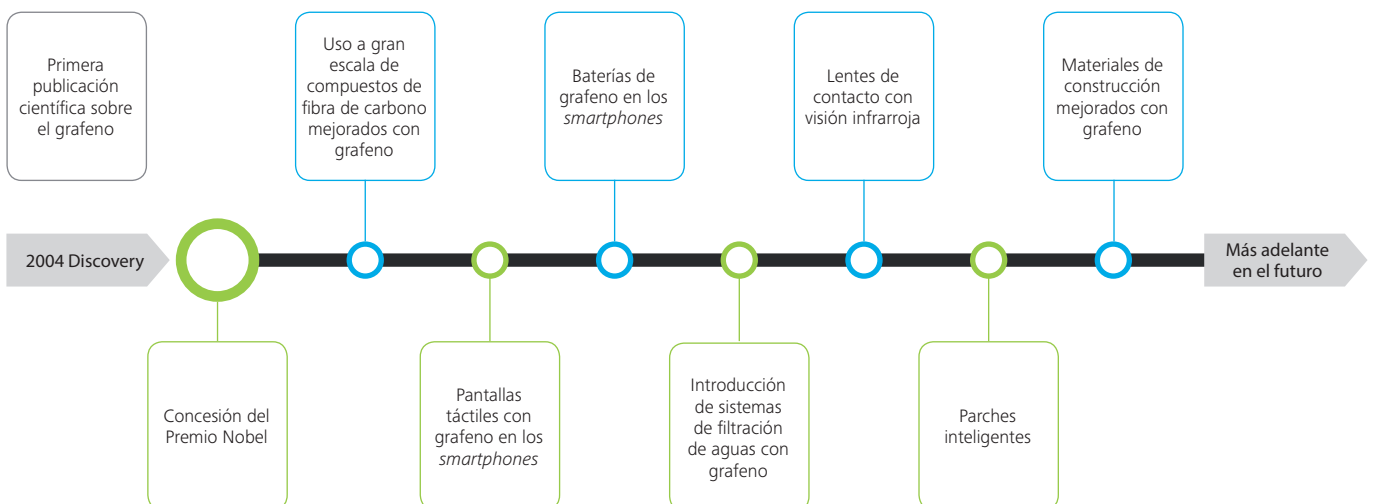 Primera
publicación
científica sobre
el grafeno
Uso a gran
escala de
compuestos de
fibra de carbono
mejorados con
grafeno
Baterías de
grafeno en los
smartphones
Lentes de
contacto con
visión infrarroja
Materiales de
construcción
mejorados con
grafeno
2004 Discovery
Más adelante
en el futuro
Concesión del
Premio Nobel
Pantallas
táctiles con
grafeno en los
smartphones
Introducción
de sistemas
de filtración
de aguas con
grafeno
Parches
inteligentes